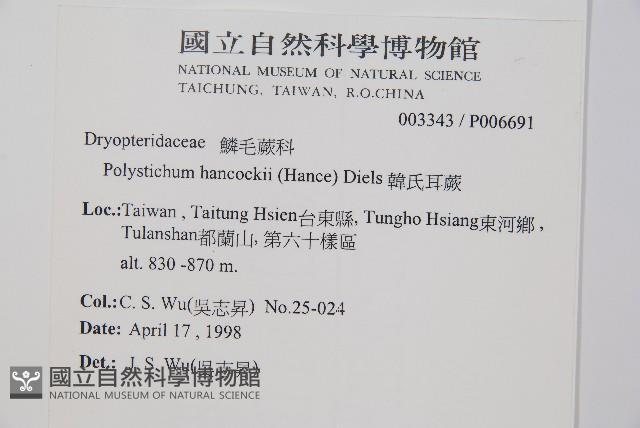 國立自然科學博物館
NATIONAL MUSEUM OF NATURAL SCIENCE
TAICHUNG, TAIWAN, R.O.CHINA
003343 / P006691
Dryopteridaceae 鱗毛蕨科
Polystichum hancockii (Hance) Diels 韓氏耳蕨
Loc.:Taiwan , Taitung Hsien台東縣, Tungho Hsiang東河鄉 ,
Tulanshan都蘭山, 第六十樣區
alt. 830 -870 m.
Col.: C. S. Wu(吳志昇) No.25-024
Date: April 17 , 1998
Det.: J. S. Wu(吳志昇)
國立自然科學博物館
NATIONAL MUSEUM OF NATURAL SCIENCE